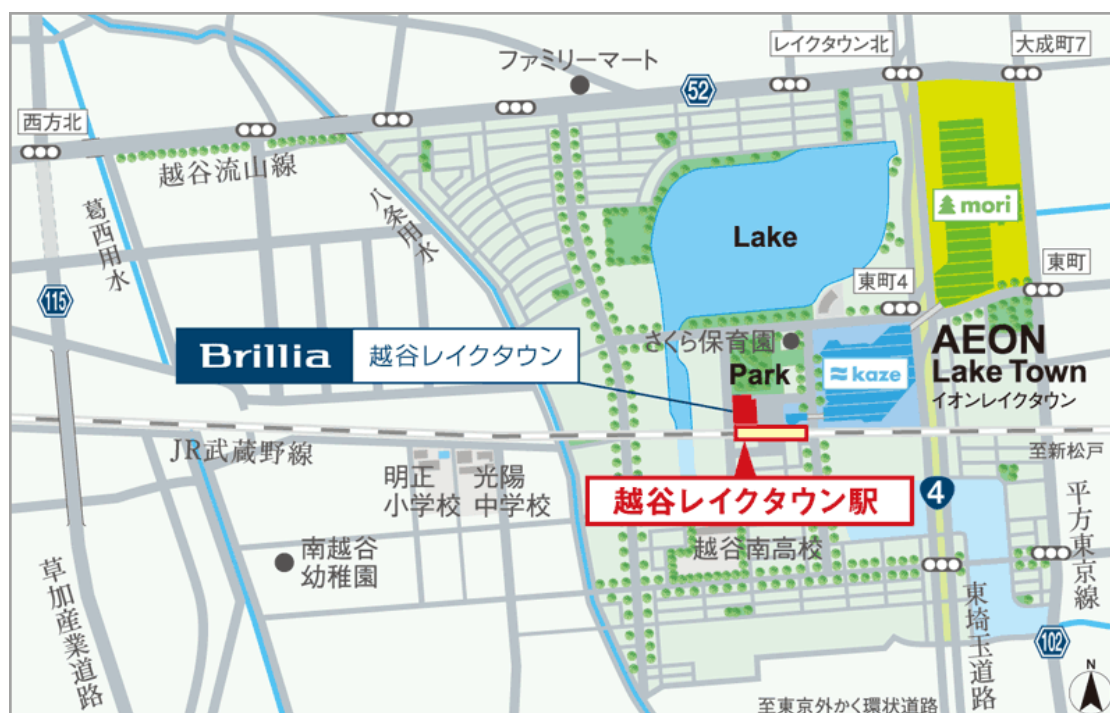 レイクタウン北
大成町7
ファミリーマート
52
西方北
越谷流山線
葛西用水
八条用水
mori
Lake
東町
東町4
115
さくら保育園
Brillia
越谷レイクタウン
Park
kaze
AEON
Lake Town
イオンレイクタウン
JR武蔵野線
至新松戸
明正
小学校
光陽
中学校
越谷レイクタウン駅
4
越谷南高校
南越谷
幼稚園
草加産業道路
平方東京線
東埼玉道路
102
至東京外かく環状道路
N